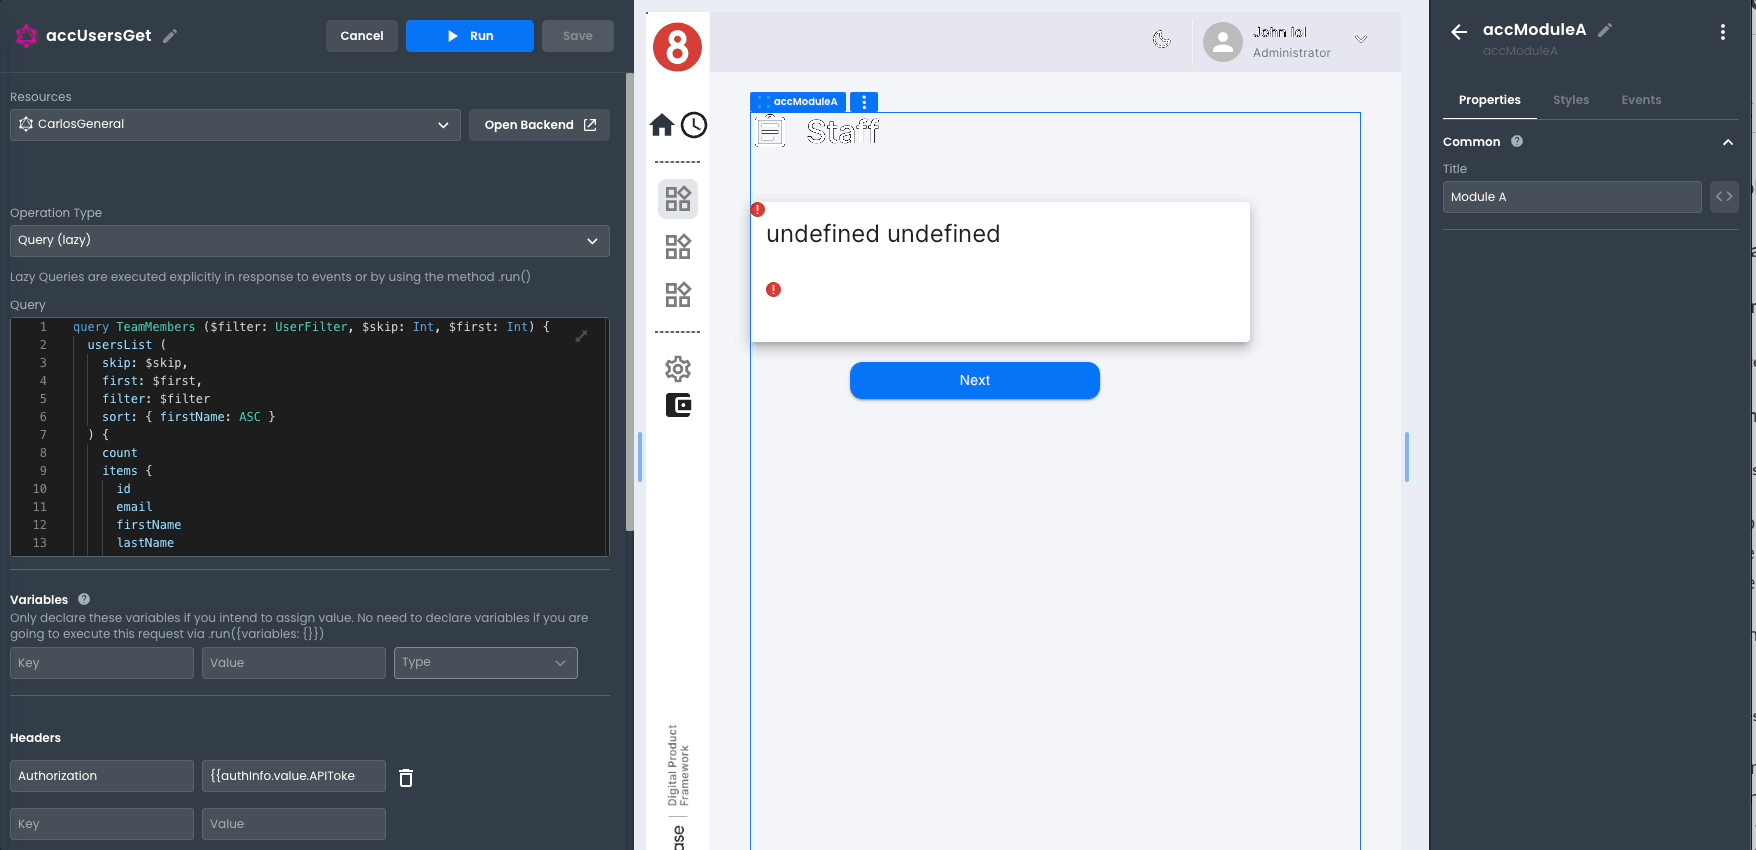 accUsersGet
Cancel
Run
Save
Resources
CarlosGeneral
Open Backend
Operation Type
Query (lazy)
Lazy Queries are executed explicitly in response to events or by using the method .run()
Query
1 query TeamMembers ($filter: UserFilter, $skip: Int, $first: Int) {
2 usersList (
3 skip: $skip,
4 first: $first,
5 filter: $filter
6 sort: { firstName: ASC }
7 ) {
8 count
9 items {
10 id
11 email
12 firstName
13 lastName
Variables
Only declare these variables if you intend to assign value. No need to declare variables if you are
going to execute this request via .run({variables: {}})
Key
Value
Type
Headers
Authorization
{{authInfo.value.APIToke
Key
Value
8
John lol
Administrator
accModuleA
Staff
undefined undefined
Next
Digital Product
Framework
ase
accModuleA
accModuleA
Properties
Styles
Events
Common
Title
Module A